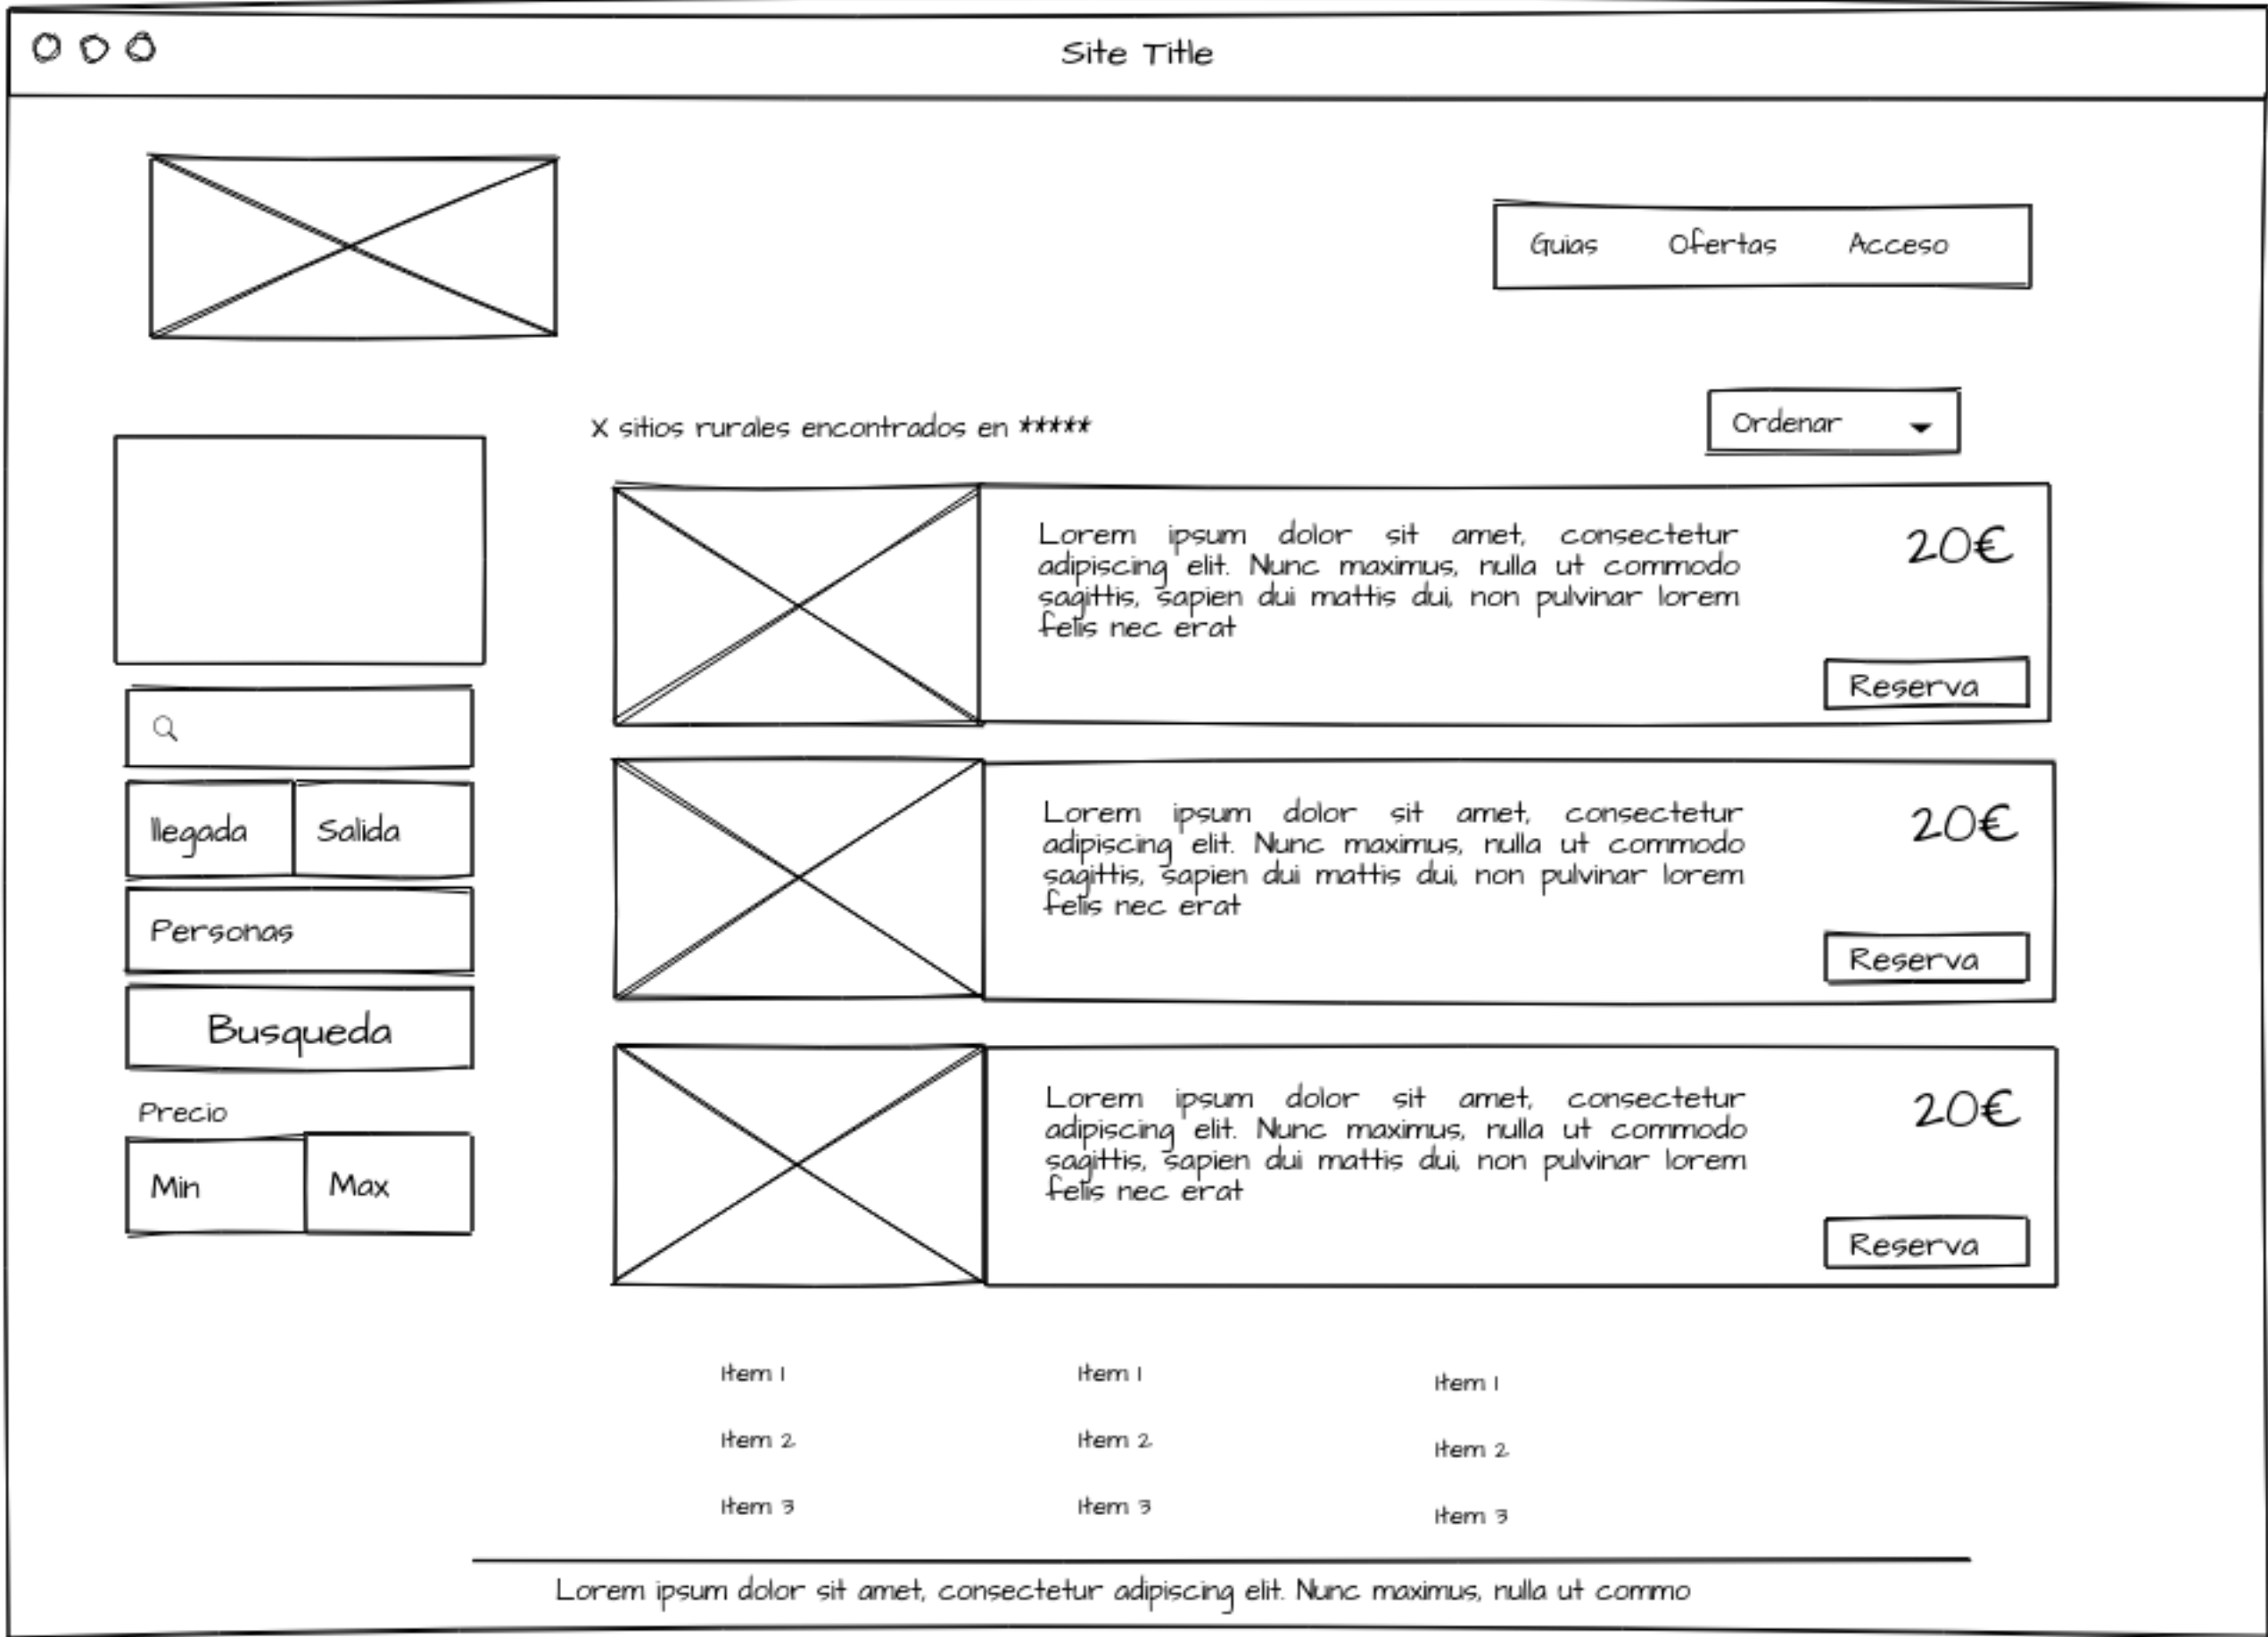 Site Title
Guias Ofertas Acceso
X sitios rurales encontrados en *****
Ordenar
llegada Salida
Personas
Busqueda
Precio
Min Max
Lorem ipsum dolor sit amet, consectetur
adipiscing elit. Nunc maximus, nulla ut commodo
sagittis, sapien dui mattis dui, non pulvinar lorem
felis nec erat
20€
Reserva
Lorem ipsum dolor sit amet, consectetur
adipiscing elit. Nunc maximus, nulla ut commodo
sagittis, sapien dui mattis dui, non pulvinar lorem
felis nec erat
20€
Reserva
Lorem ipsum dolor sit amet, consectetur
adipiscing elit. Nunc maximus, nulla ut commodo
sagittis, sapien dui mattis dui, non pulvinar lorem
felis nec erat
20€
Reserva
Item 1
Item 2
Item 3
Item 1
Item 2
Item 3
Item 1
Item 2
Item 3
Lorem ipsum dolor sit amet, consectetur adipiscing elit. Nunc maximus, nulla ut commo